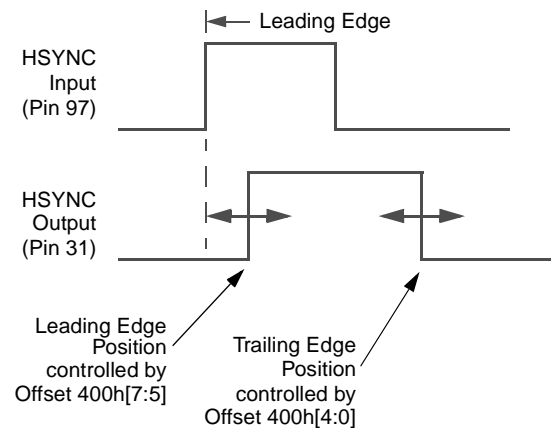 Leading Edge
HSYNC
Input
(Pin 97)
HSYNC
Output
(Pin 31)
Leading Edge
Position
controlled by
Offset 400h[7:5]
Trailing Edge
Position
controlled by
Offset 400h[4:0]